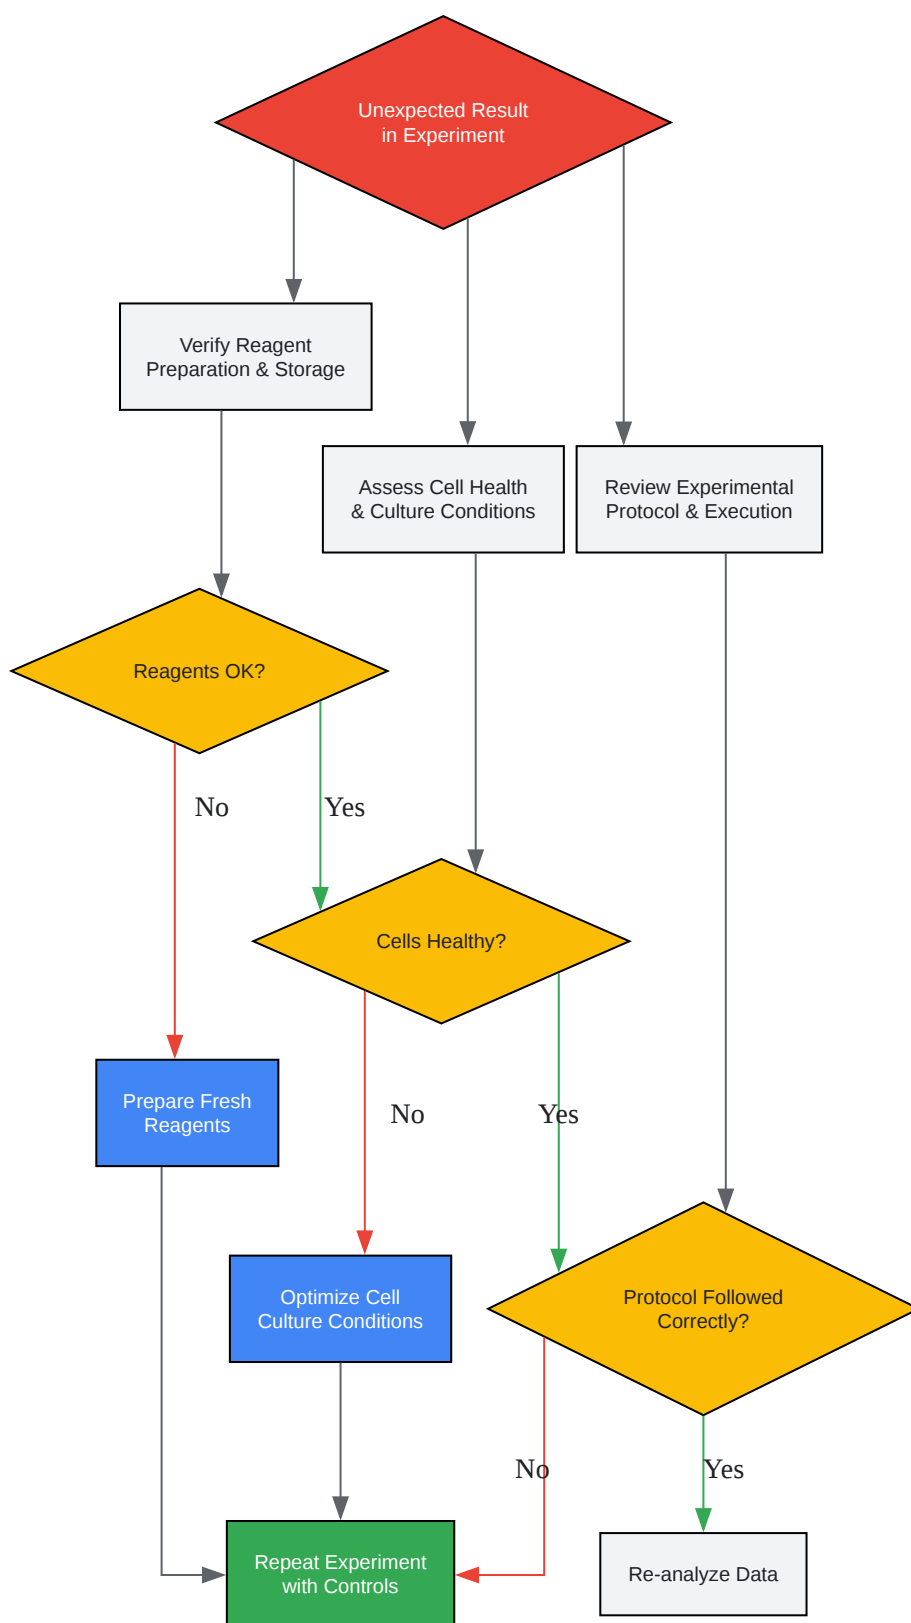 Unexpected Result
in Experiment
Verify Reagent
Preparation & Storage
Assess Cell Health
& Culture Conditions
Review Experimental
Protocol & Execution
Reagents OK?
No
Yes
Cells Healthy?
Prepare Fresh
Reagents
No
Yes
Optimize Cell
Culture Conditions
Protocol Followed
Correctly?
No
Yes
Repeat Experiment
with Controls
Re-analyze Data